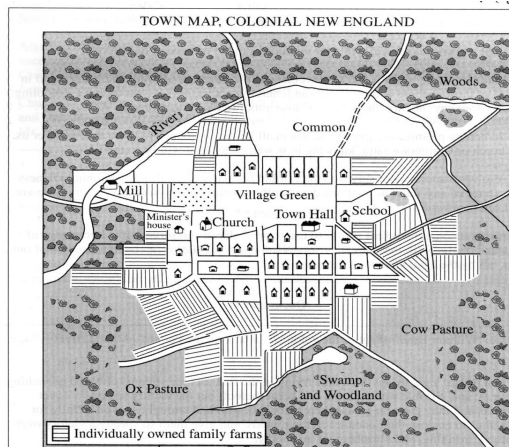 TOWN MAP, COLONIAL NEW ENGLAND
Woods
River
Common
Mill
Village Green
Minister's
house
Church
Town Hall
School
Cow Pasture
Ox Pasture
Swamp
and Woodland
Individually owned family farms